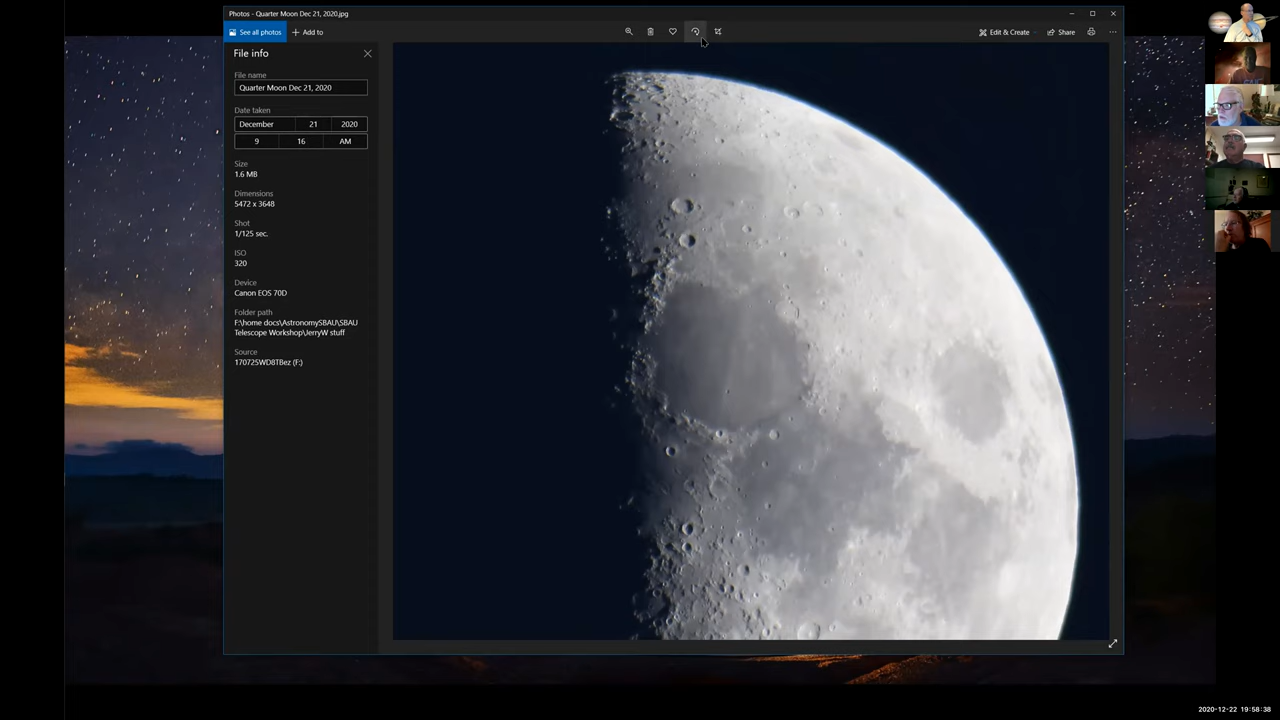 Photos - Quarter Moon Dec 21, 2020.jpg
See all photos
Add to
Edit & Create
Share
File info
File name
Quarter Moon Dec 21, 2020
Date taken
December 21 2020
9 16 AM
Size
1.6 MB
Dimensions
5472 x 3648
Shot
1/125 sec.
ISO
320
Device
Canon EOS 70D
Folder path
F:\home docs\AstronomySBAU\SBAU
Telescope Workshop\JerryW stuff
Source
170725WD8TBez (F:)
2020-12-22 19:58:38